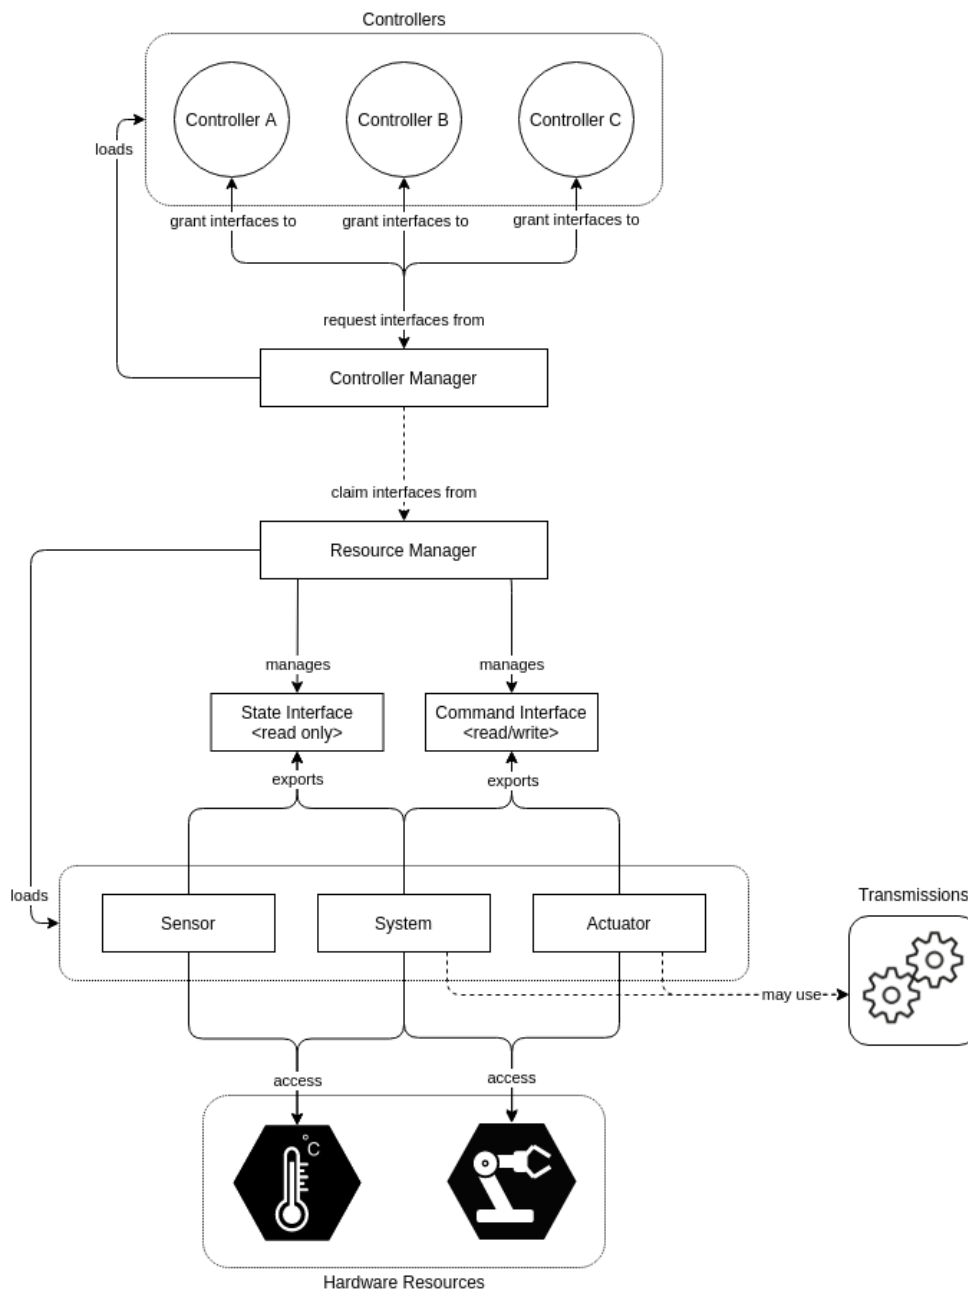 Controllers
Controller A
Controller B
Controller C
loads
grant interfaces to
grant interfaces to
grant interfaces to
request interfaces from
Controller Manager
claim interfaces from
Resource Manager
manages
manages
State Interface
<read only>
Command Interface
<read/write>
exports
exports
loads
Sensor
System
Actuator
Transmissions
may use
access
access
°C
Hardware Resources